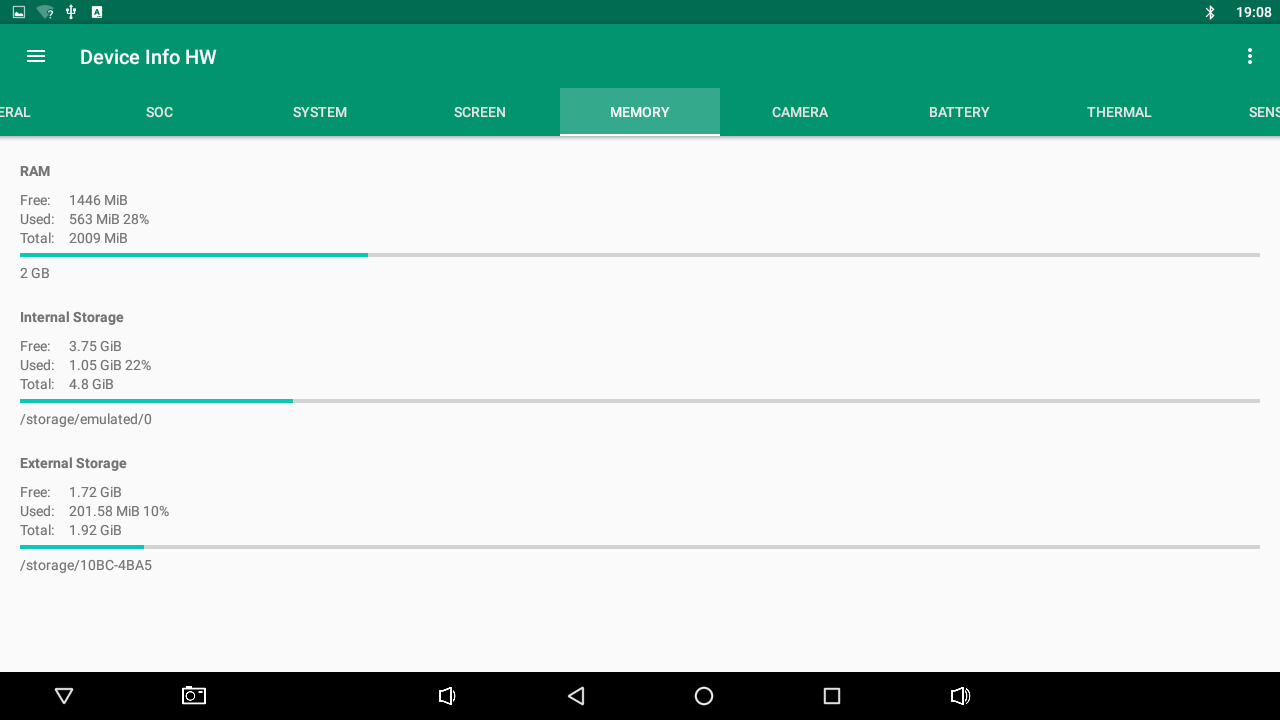 19:08
Device Info HW
ERAL SOC SYSTEM SCREEN MEMORY CAMERA BATTERY THERMAL SENS
RAM
Free: 1446 MiB
Used: 563 MiB 28%
Total: 2009 MiB
2 GB
Internal Storage
Free: 3.75 GiB
Used: 1.05 GiB 22%
Total: 4.8 GiB
/storage/emulated/0
External Storage
Free: 1.72 GiB
Used: 201.58 MiB 10%
Total: 1.92 GiB
/storage/10BC-4BA5